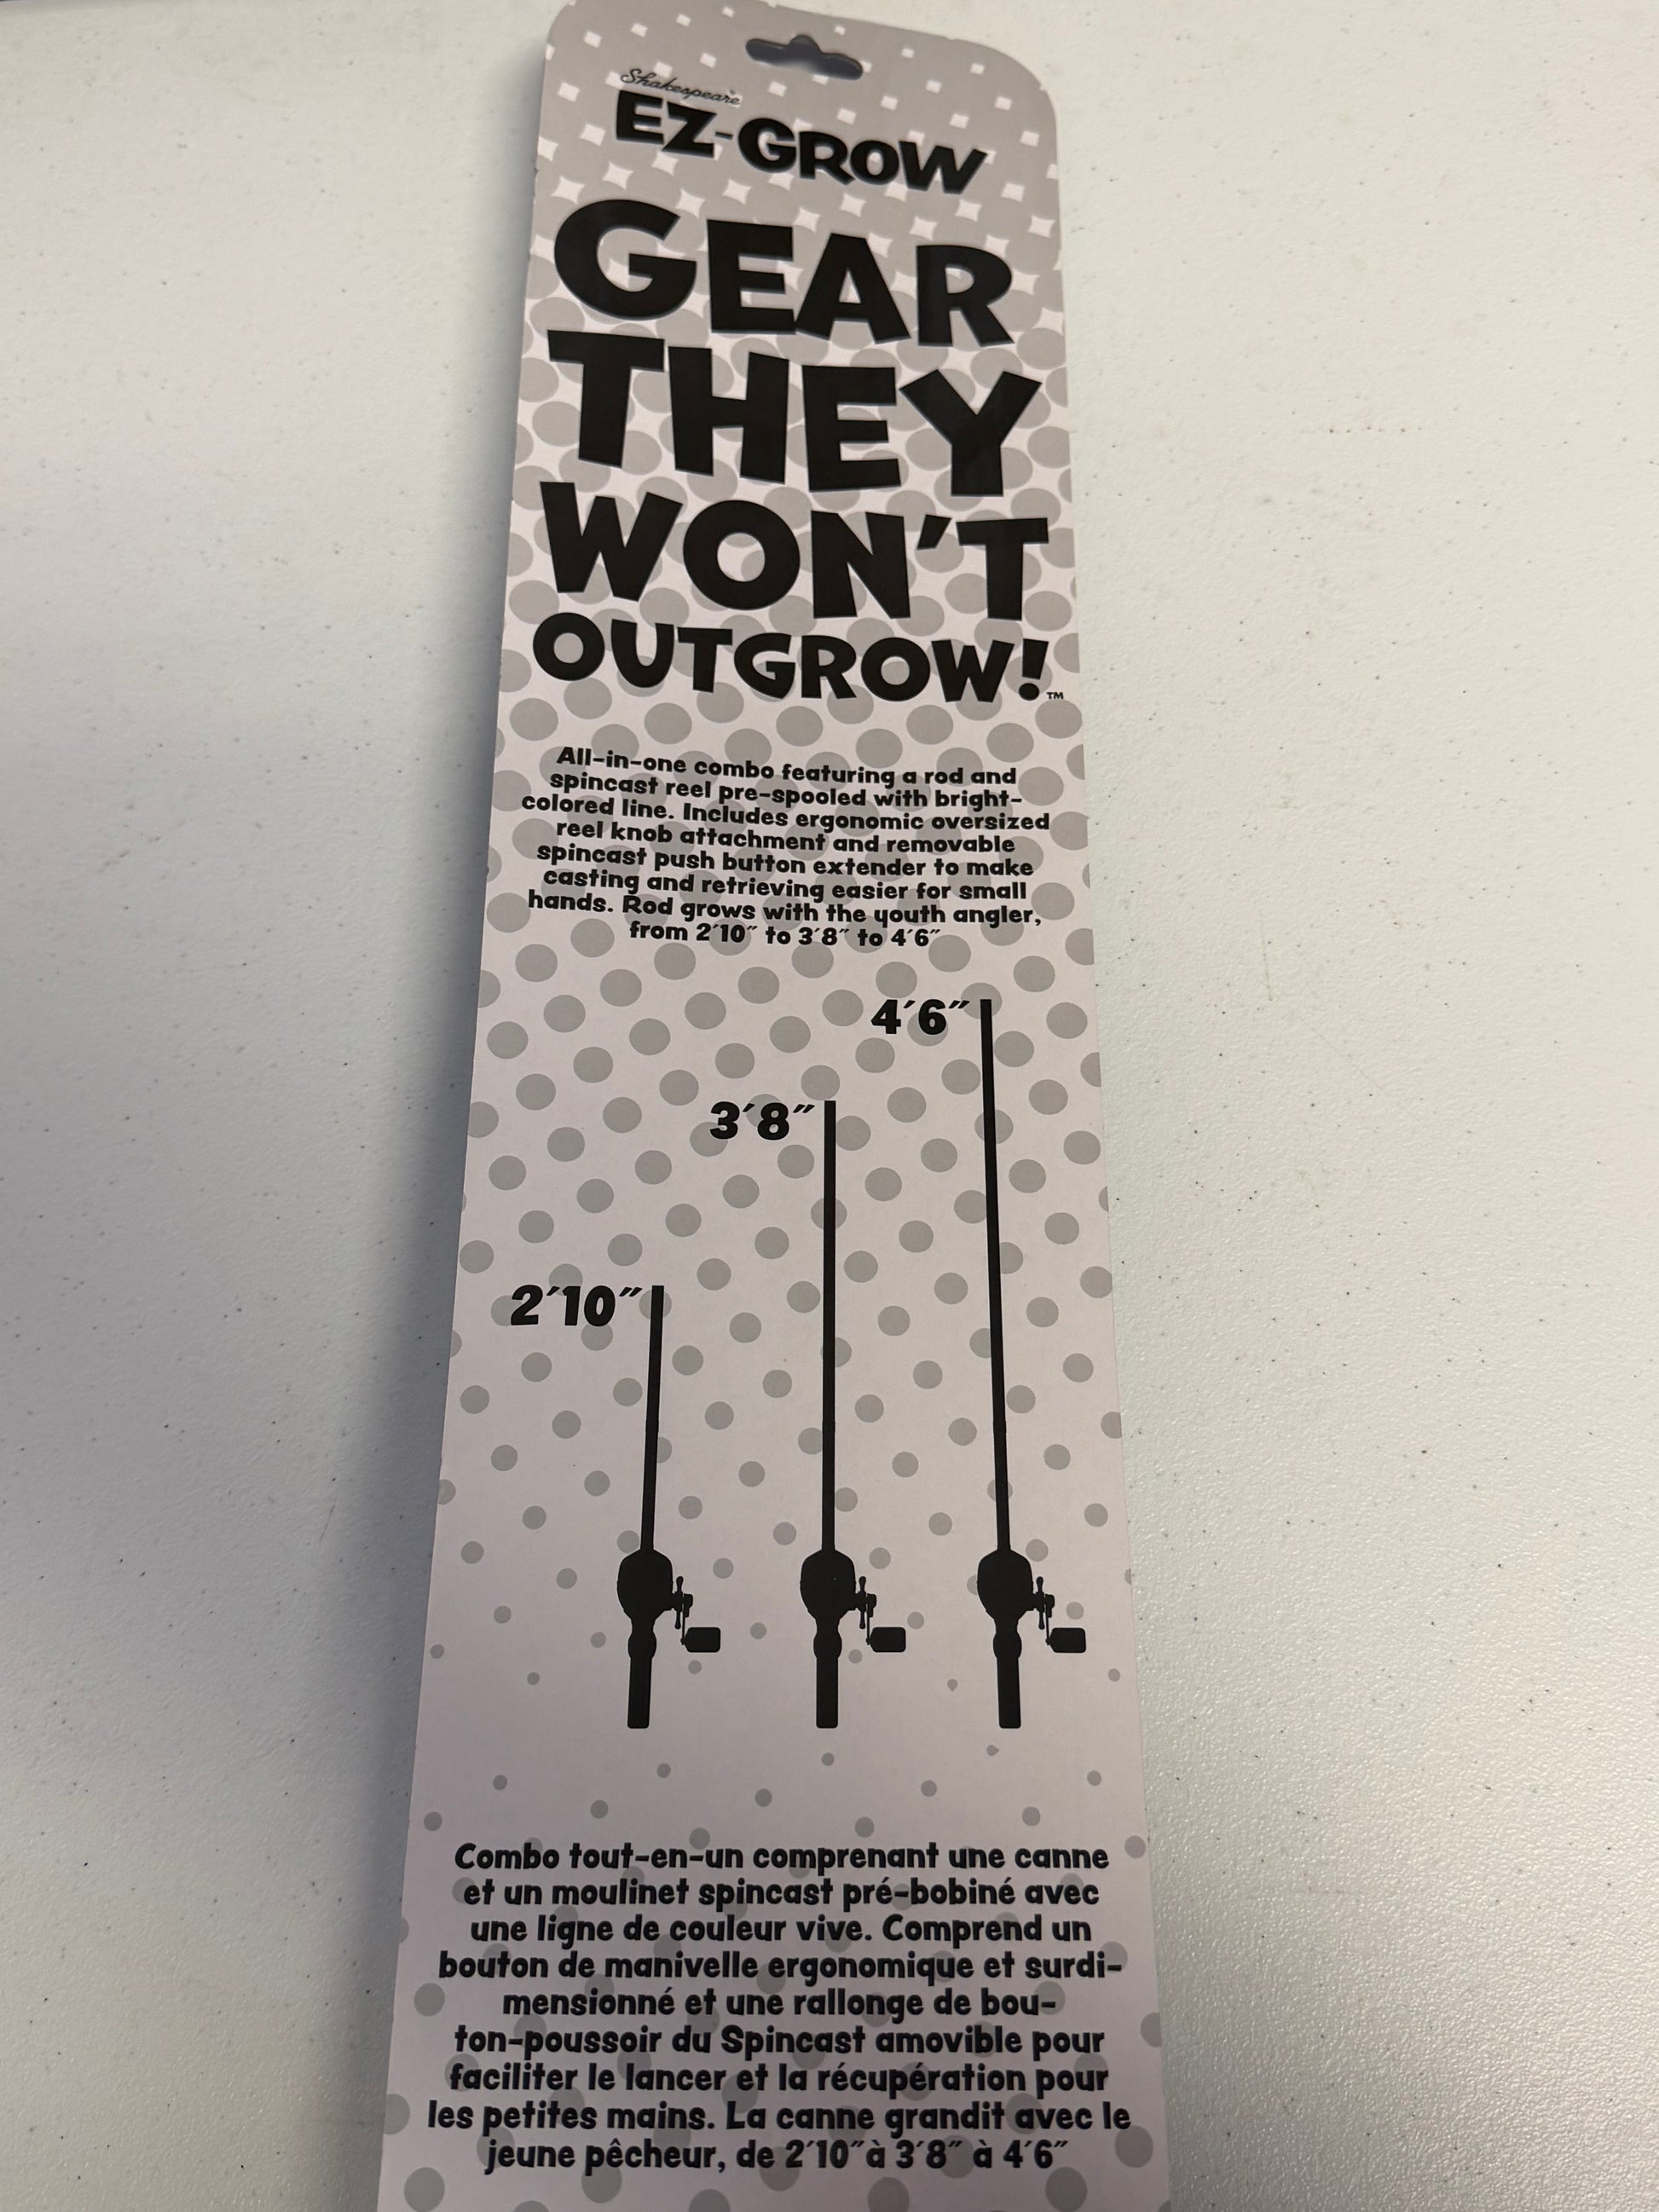 Shakespeare
EZ-GROW
GEAR
THEY
WON'T
OUTGROW!™
All-in-one combo featuring a rod and
spincast reel pre-spooled with bright-
colored line. Includes ergonomic oversized
reel knob attachment and removable
spincast push button extender to make
casting and retrieving easier for small
hands. Rod grows with the youth angler,
from 2'10" to 3'8" to 4'6"
4'6"
3'8"
2'10"
Combo tout-en-un comprenant une canne
et un moulinet spincast pré-bobiné avec
une ligne de couleur vive. Comprend un
bouton de manivelle ergonomique et surdi-
mensionné et une rallonge de bou-
ton-poussoir du Spincast amovible pour
faciliter le lancer et la récupération pour
les petites mains. La canne grandit avec le
jeune pêcheur, de 2'10"à 3'8" à 4'6"